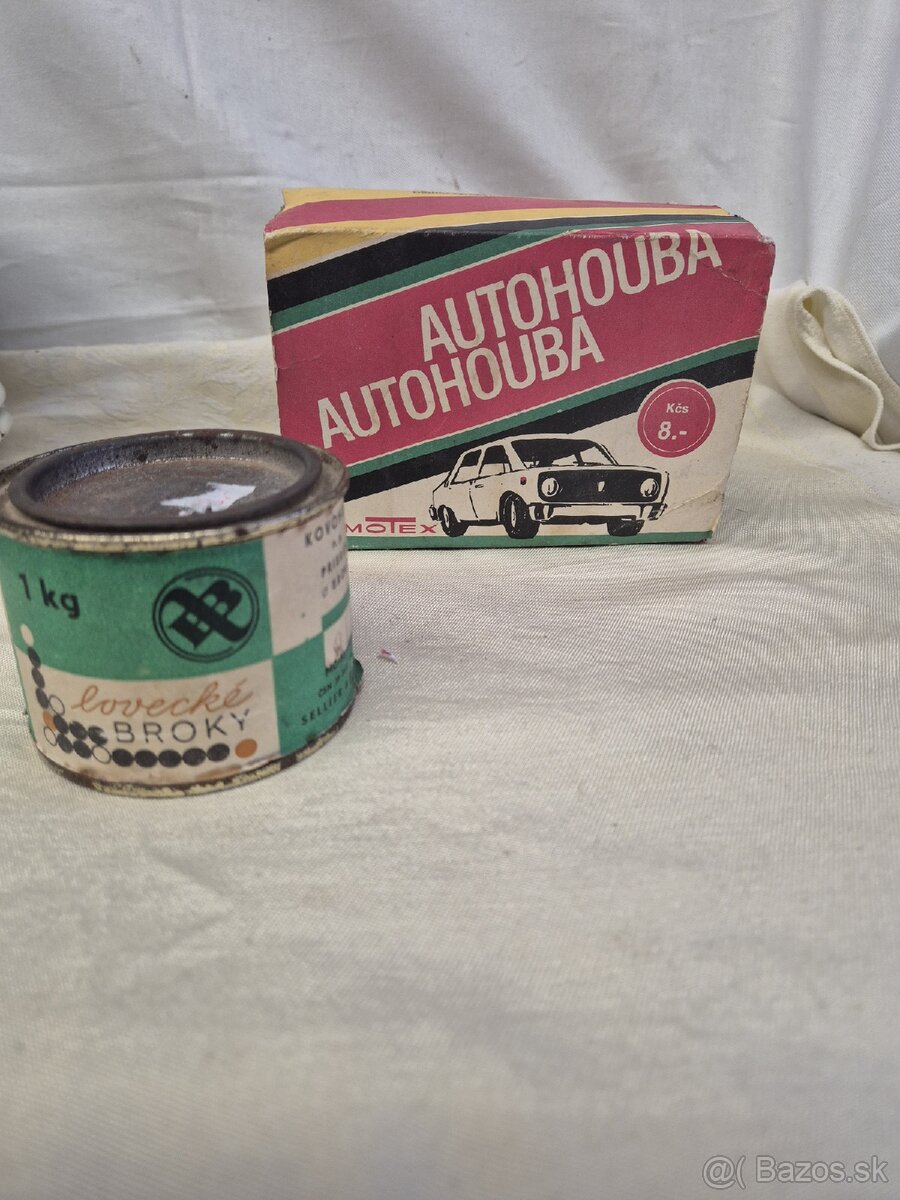 AUTOHOUBA
AUTOHOUBA
Kčs
8.-
MOTEX
1 kg
lovecké
BROKY
@( Bazos.sk